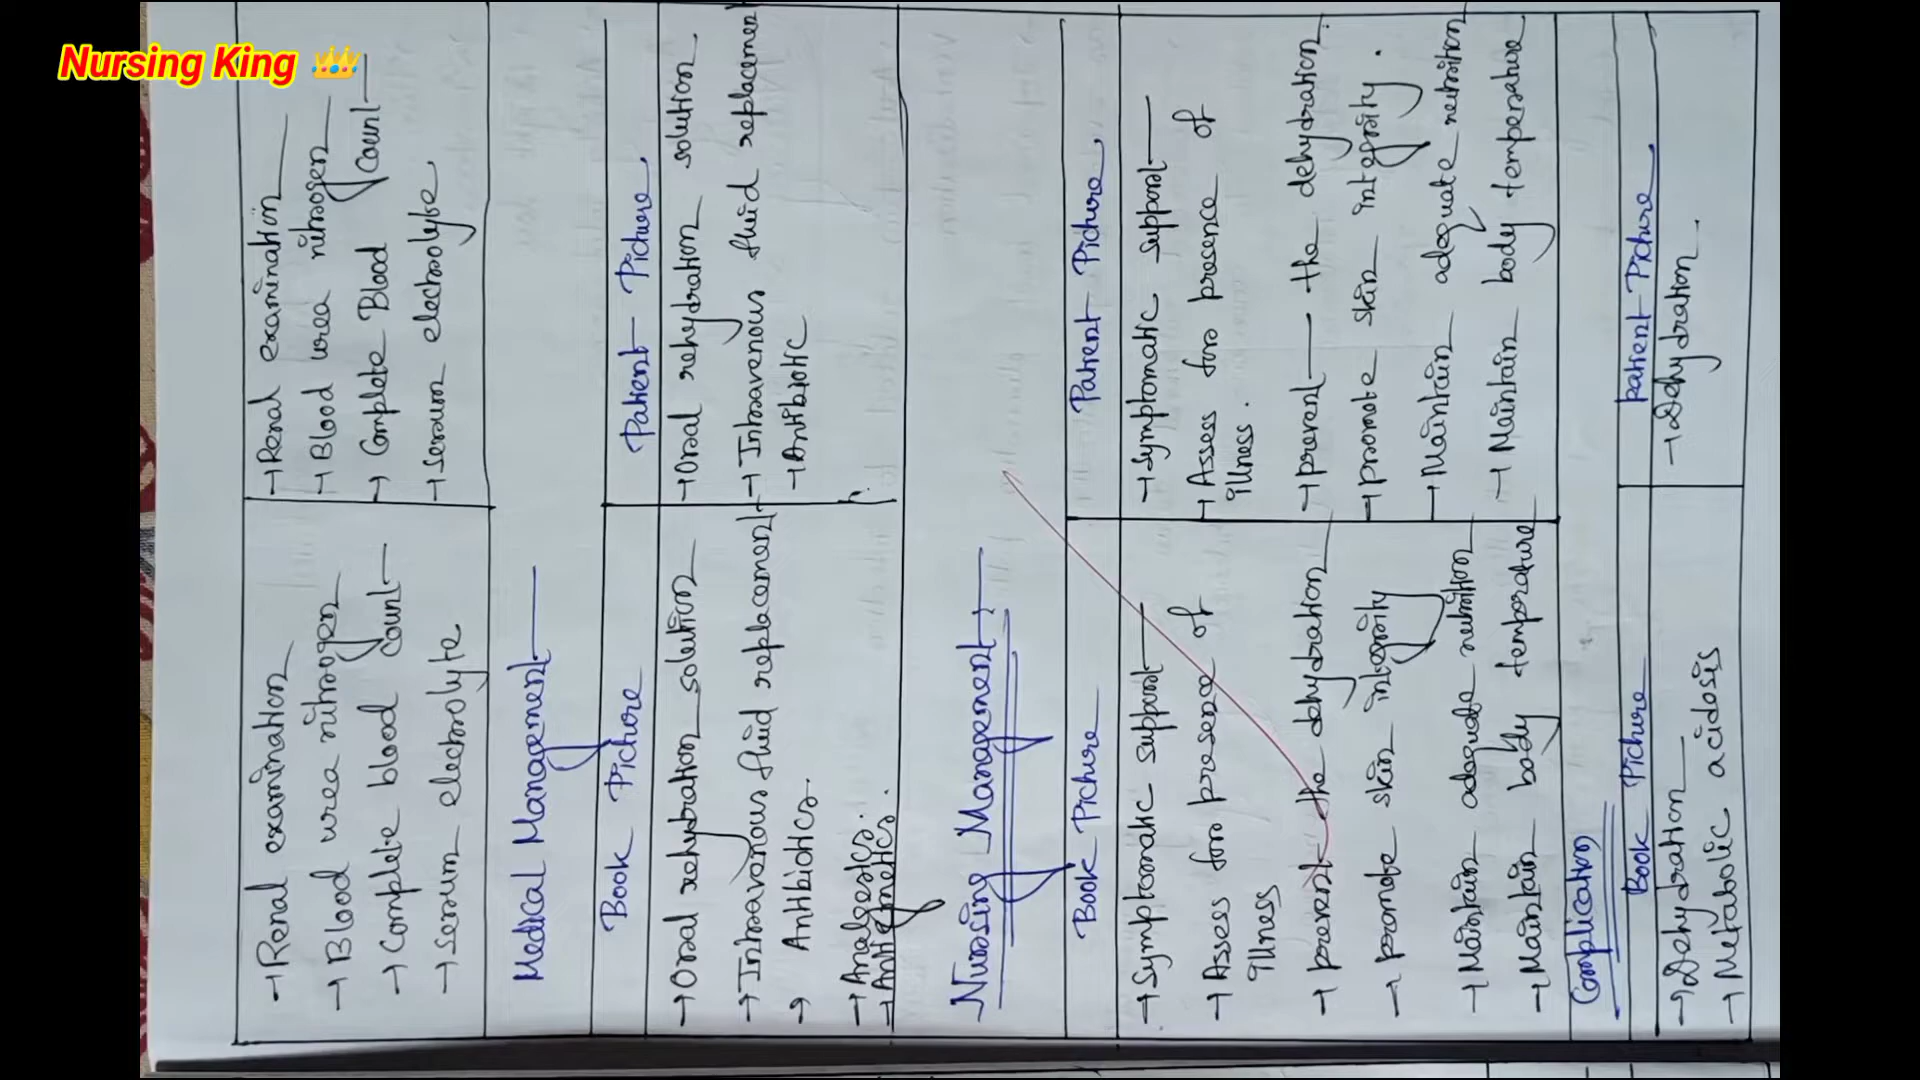 Nursing King 👑
→ Renal examination
→ Blood urea nitrogen
→ Complete blood count
→ serum electrolyte
→ Renal examination
→ Blood urea nitrogen
→ Complete Blood count
→ serum electrolyte
Medical Management
Book Picture
Patient Picture
→ Oral rehydration solution
→ Intravenous fluid replacement
→ Antibiotics.
→ Analgestics.
→ Antiemetics.
→ Oral rehydration solution
→ Intravenous fluid replacement
→ Antibiotic
Nursing Management :-
Book Picture
Patient Picture
→ Symptomatic support
→ Assess for presence of
illness
→ prevent the dehydration
→ promote skin integrity
→ Maintain adequate nutrition
→ Maintain body temperature
→ Symptomatic support
→ Assess for presence of
illness.
→ prevent the dehydration.
→ promote skin integrity.
→ Maintain adequate nutrition
→ Maintain body temperature
Complication
Book Picture
patient Picture
→ Dehydration
→ Metabolic acidosis
→ Dehydration.